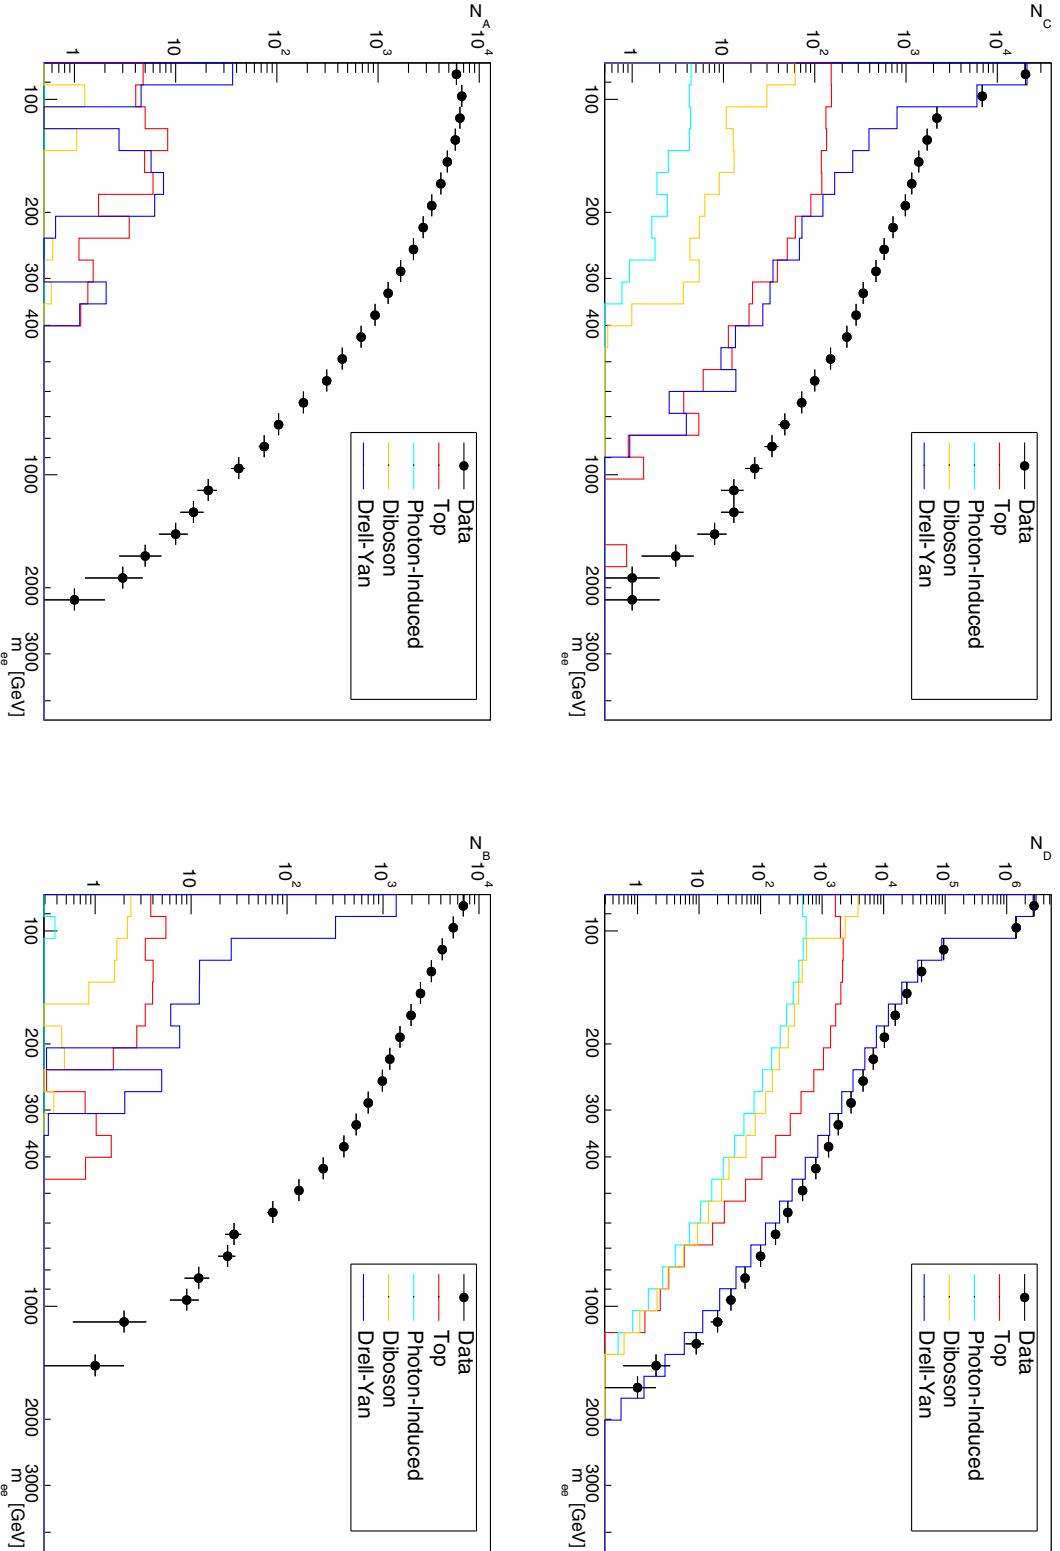 N_C
10^4
10^3
10^2
10
1
Data
Top
Photon-Induced
Diboson
Drell-Yan
100 200 300 400 1000 2000 3000
m_ee [GeV]
N_D
10^6
10^5
10^4
10^3
10^2
10
1
Data
Top
Photon-Induced
Diboson
Drell-Yan
100 200 300 400 1000 2000 3000
m_ee [GeV]
N_A
10^4
10^3
10^2
10
1
Data
Top
Photon-Induced
Diboson
Drell-Yan
100 200 300 400 1000 2000 3000
m_ee [GeV]
N_B
10^4
10^3
10^2
10
1
Data
Top
Photon-Induced
Diboson
Drell-Yan
100 200 300 400 1000 2000 3000
m_ee [GeV]